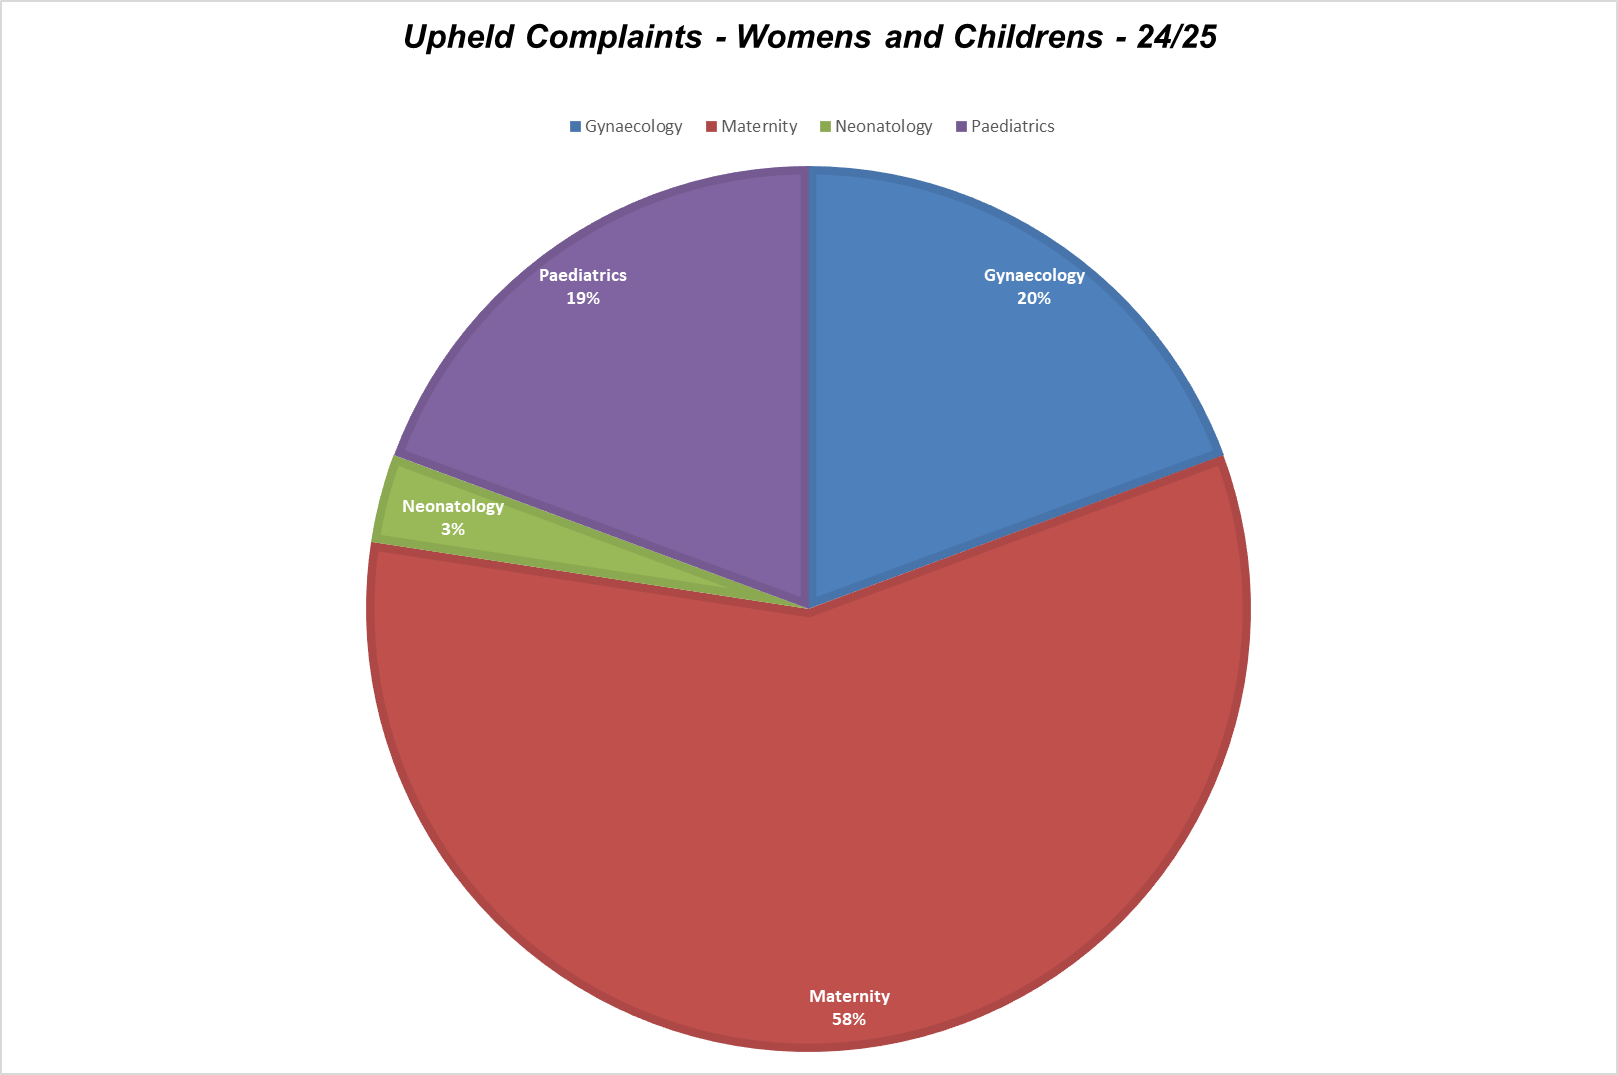 Upheld Complaints - Womens and Childrens - 24/25
Gynaecology Maternity Neonatology Paediatrics
Paediatrics
19%
Gynaecology
20%
Neonatology
3%
Maternity
58%